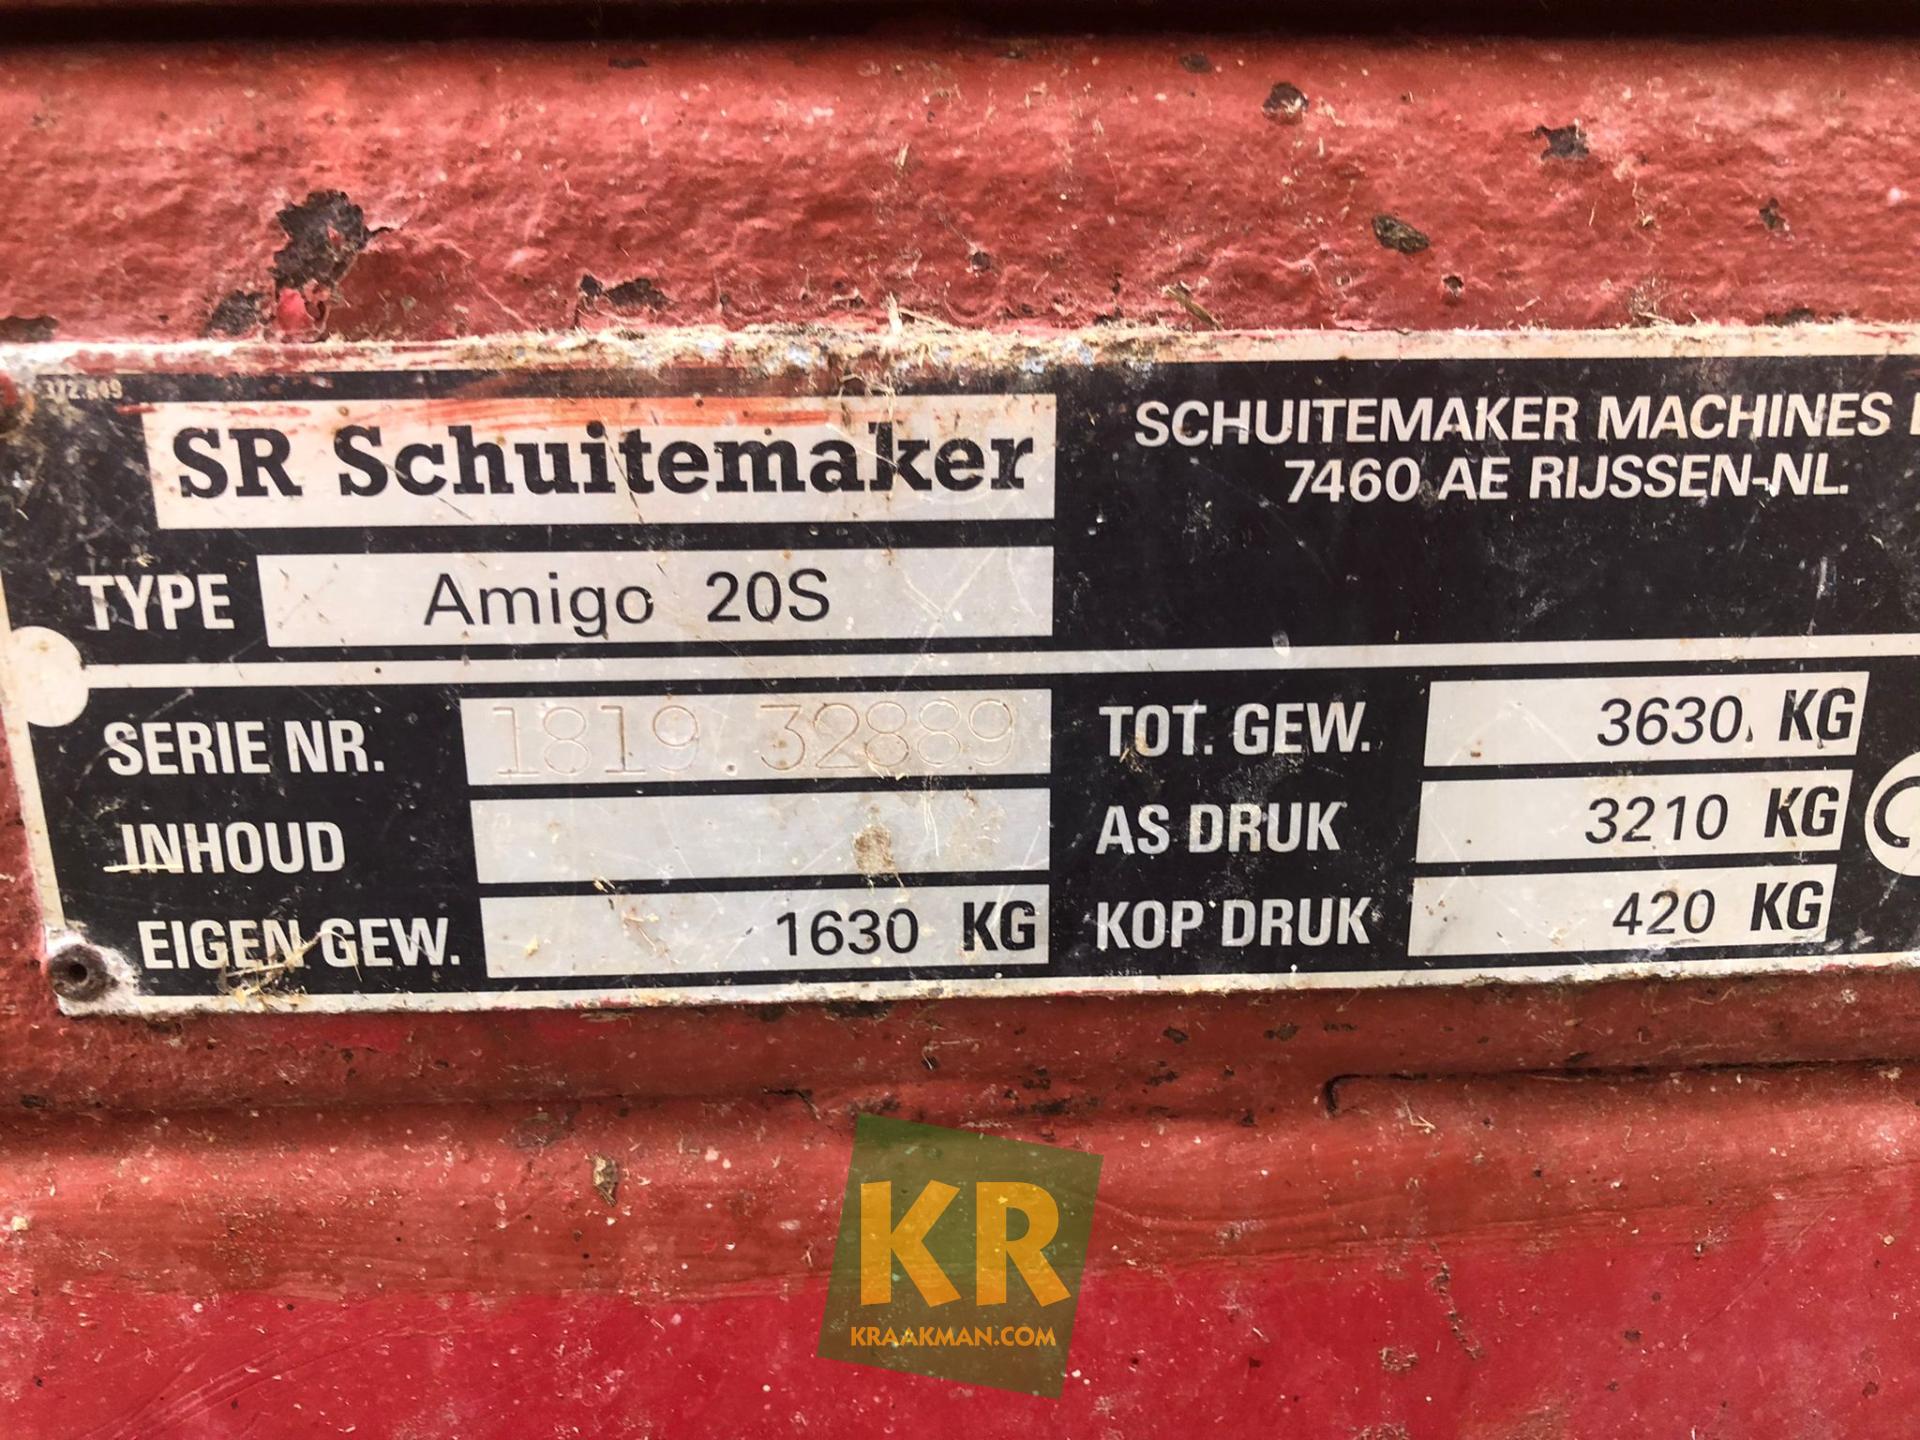 SR Schuitemaker
SCHUITEMAKER MACHINES
7460 AE RIJSSEN-NL.
TYPE Amigo 20S
SERIE NR. 1819 32889
TOT. GEW. 3630 KG
INHOUD
AS DRUK 3210 KG
EIGEN GEW. 1630 KG
KOP DRUK 420 KG
KR
KRAAKMAN.COM